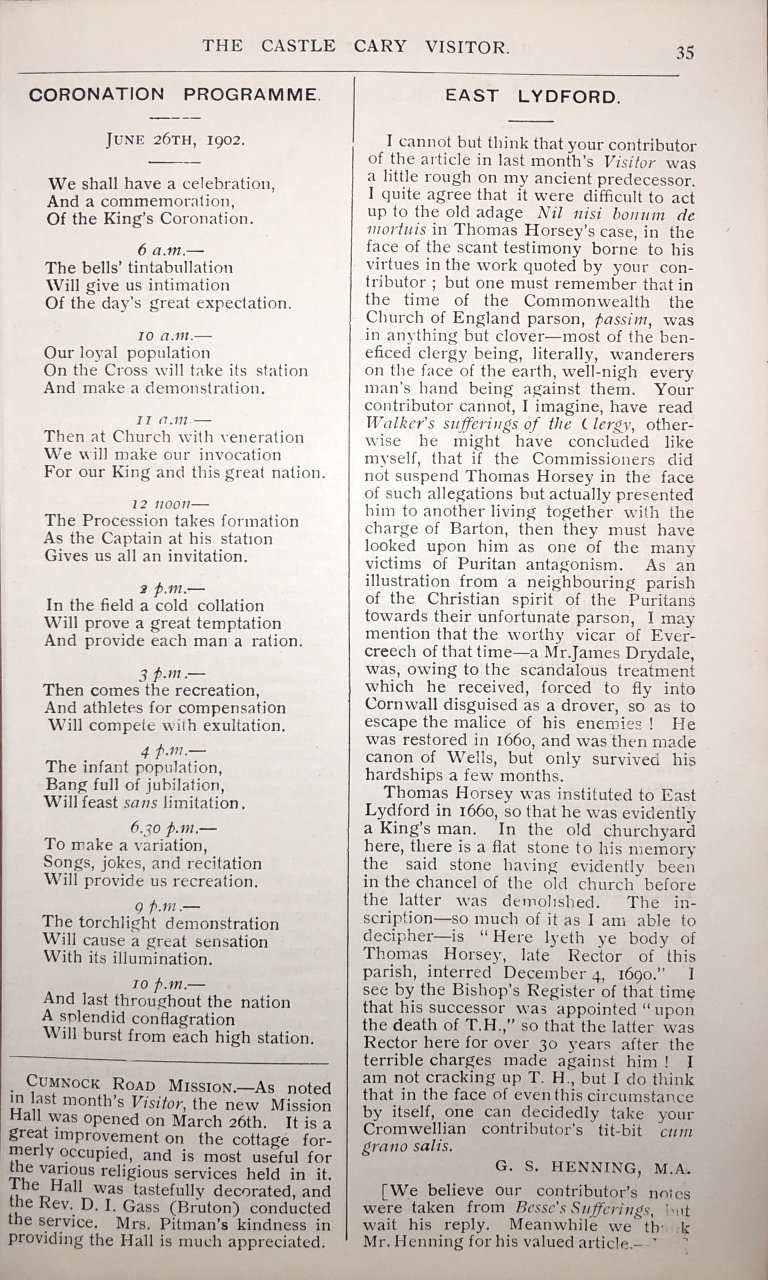 THE CASTLE CARY VISITOR.
35
CORONATION PROGRAMME.
JUNE 26TH, 1902.
We shall have a celebration,
And a commemoration,
Of the King's Coronation.
6 a.m.—
The bells' tintabullation
Will give us intimation
Of the day's great expectation.
10 a.m.—
Our loyal population
On the Cross will take its station
And make a demonstration.
11 a.m —
Then at Church with veneration
We will make our invocation
For our King and this great nation.
12 noon—
The Procession takes formation
As the Captain at his station
Gives us all an invitation.
2 p.m.—
In the field a cold collation
Will prove a great temptation
And provide each man a ration.
3 p.m.—
Then comes the recreation,
And athletes for compensation
Will compete with exultation.
4 p.m.—
The infant population,
Bang full of jubilation,
Will feast sans limitation.
6.30 p.m.—
To make a variation,
Songs, jokes, and recitation
Will provide us recreation.
9 p.m.—
The torchlight demonstration
Will cause a great sensation
With its illumination.
10 p.m.—
And last throughout the nation
A splendid conflagration
Will burst from each high station.
CUMNOCK ROAD MISSION.—As noted
in last month's Visitor, the new Mission
Hall was opened on March 26th. It is a
great improvement on the cottage for-
merly occupied, and is most useful for
the various religious services held in it.
The Hall was tastefully decorated, and
the Rev. D. I. Gass (Bruton) conducted
the service. Mrs. Pitman's kindness in
providing the Hall is much appreciated.
EAST LYDFORD.
I cannot but think that your contributor
of the article in last month's Visitor was
a little rough on my ancient predecessor.
I quite agree that it were difficult to act
up to the old adage Nil nisi bonum de
mortuis in Thomas Horsey's case, in the
face of the scant testimony borne to his
virtues in the work quoted by your con-
tributor ; but one must remember that in
the time of the Commonwealth the
Church of England parson, passim, was
in anything but clover—most of the ben-
eficed clergy being, literally, wanderers
on the face of the earth, well-nigh every
man's hand being against them. Your
contributor cannot, I imagine, have read
Walker's sufferings of the Clergy, other-
wise he might have concluded like
myself, that if the Commissioners did
not suspend Thomas Horsey in the face
of such allegations but actually presented
him to another living together with the
charge of Barton, then they must have
looked upon him as one of the many
victims of Puritan antagonism. As an
illustration from a neighbouring parish
of the Christian spirit of the Puritans
towards their unfortunate parson, I may
mention that the worthy vicar of Ever-
creech of that time—a Mr.James Drydale,
was, owing to the scandalous treatment
which he received, forced to fly into
Cornwall disguised as a drover, so as to
escape the malice of his enemies ! He
was restored in 1660, and was then made
canon of Wells, but only survived his
hardships a few months.
Thomas Horsey was instituted to East
Lydford in 1660, so that he was evidently
a King's man. In the old churchyard
here, there is a flat stone to his memory
the said stone having evidently been
in the chancel of the old church before
the latter was demolished. The in-
scription—so much of it as I am able to
decipher—is "Here lyeth ye body of
Thomas Horsey, late Rector of this
parish, interred December 4, 1690." I
see by the Bishop's Register of that time
that his successor was appointed "upon
the death of T.H.," so that the latter was
Rector here for over 30 years after the
terrible charges made against him ! I
am not cracking up T. H., but I do think
that in the face of even this circumstance
by itself, one can decidedly take your
Cromwellian contributor's tit-bit cum
grano salis.
G. S. HENNING, M.A.
[We believe our contributor's notes
were taken from Besse's Sufferings, but
wait his reply. Meanwhile we
Mr. Henning for his valued article.—